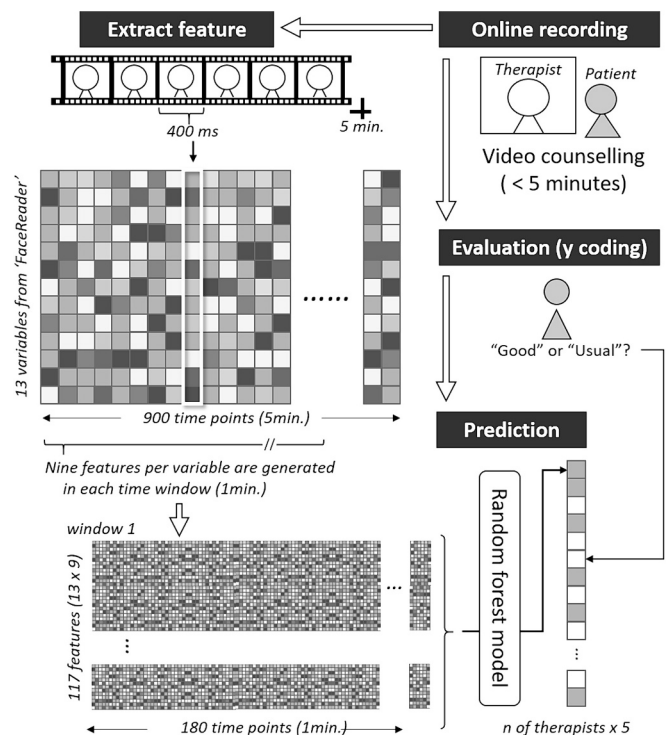 Extract feature
Online recording
400 ms
5 min.
Therapist
Patient
Video counselling
( < 5 minutes)
13 variables from 'FaceReader'
......
900 time points (5min.)
Evaluation (y coding)
"Good" or "Usual"?
Nine features per variable are generated
in each time window (1min.)
Prediction
window 1
117 features (13 x 9)
...
...
180 time points (1min.)
Random forest model
...
n of therapists x 5